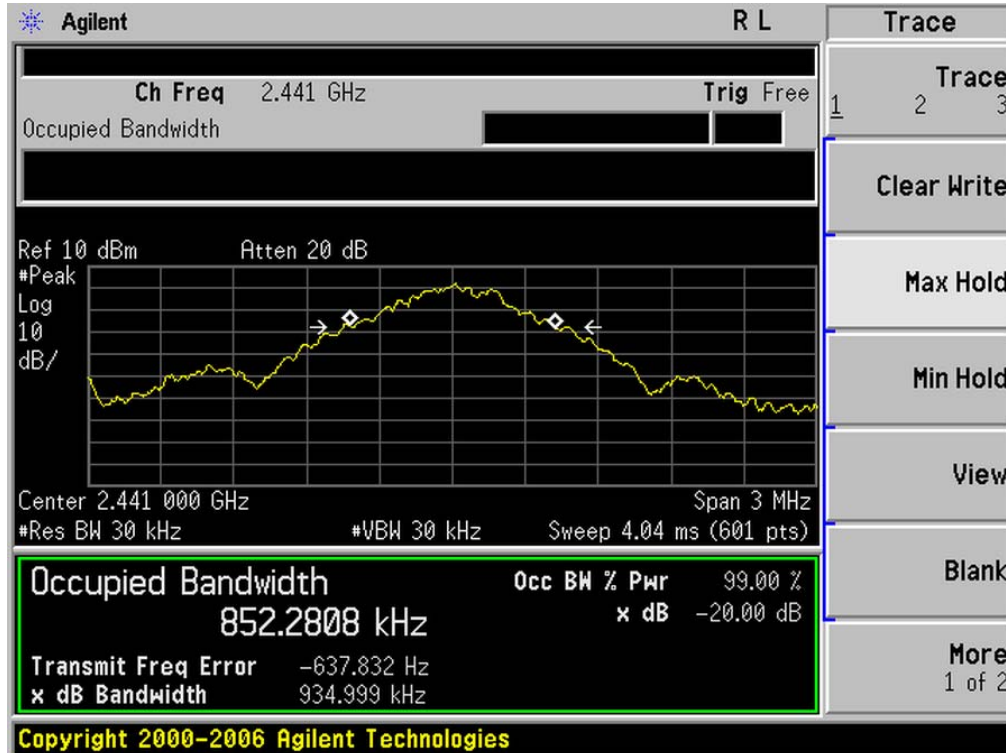 Agilent R L Trace
Ch Freq 2.441 GHz Trig Free
Occupied Bandwidth
Trace
1 2 3
Clear Write
Max Hold
Min Hold
View
Blank
More
1 of 2
Ref 10 dBm Atten 20 dB
#Peak
Log
10
dB/
Center 2.441 000 GHz Span 3 MHz
#Res BW 30 kHz #VBW 30 kHz Sweep 4.04 ms (601 pts)
Occupied Bandwidth Occ BW % Pwr 99.00 %
852.2808 kHz x dB -20.00 dB
Transmit Freq Error -637.832 Hz
x dB Bandwidth 934.999 kHz
Copyright 2000-2006 Agilent Technologies